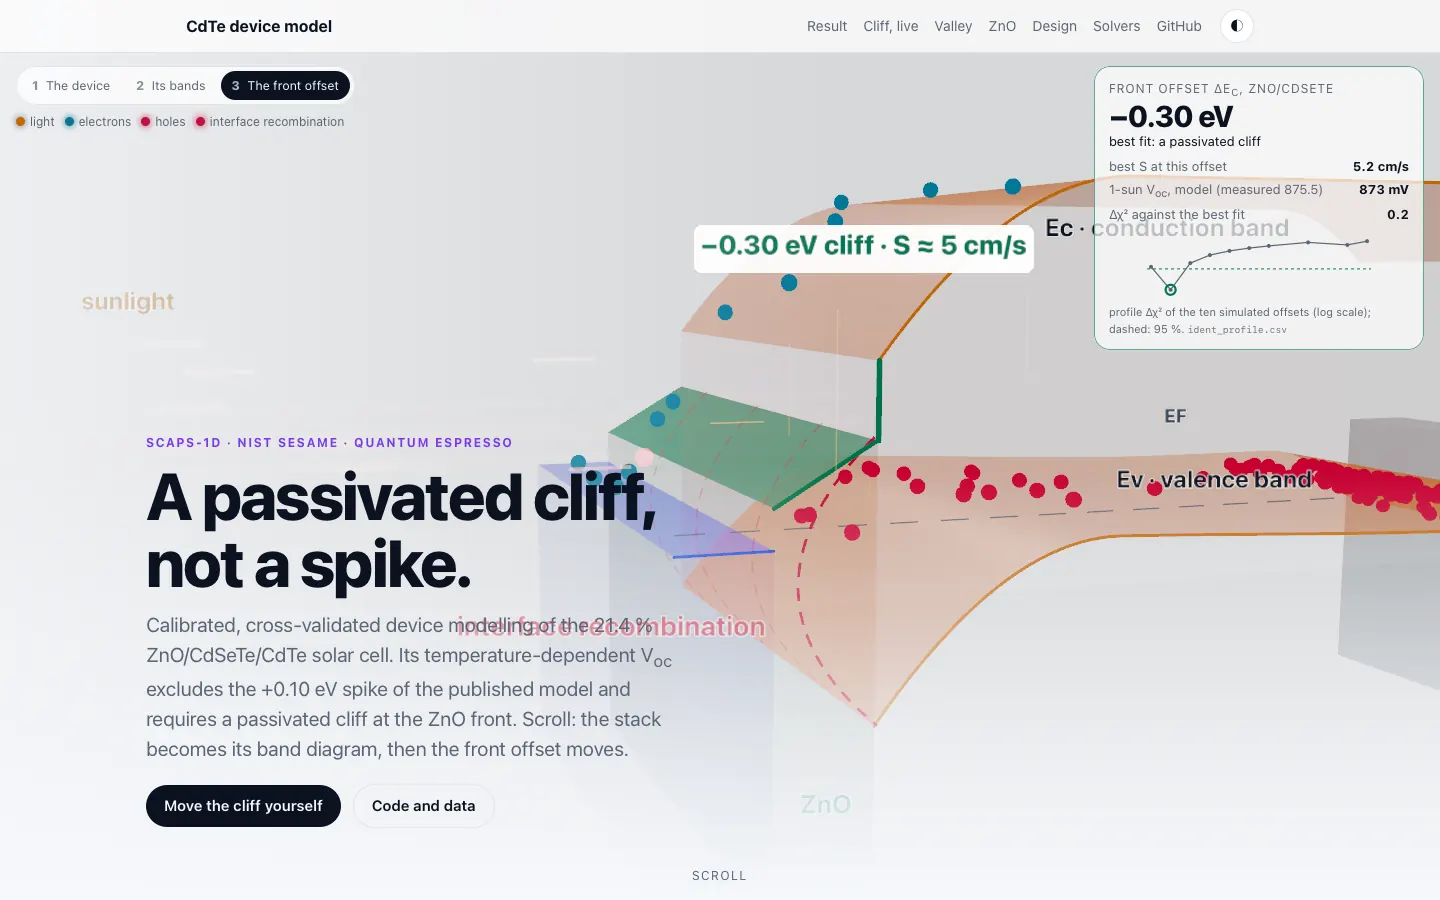 CdTe device model
Result Cliff, live Valley ZnO Design Solvers GitHub
1 The device 2 Its bands 3 The front offset
light electrons holes interface recombination
FRONT OFFSET ΔEC, ZNO/CDSETE
−0.30 eV
best fit: a passivated cliff
best S at this offset 5.2 cm/s
1-sun Voc, model (measured 875.5) 873 mV
Δχ² against the best fit 0.2
profile Δχ² of the ten simulated offsets (log scale);
dashed: 95 %. ident_profile.csv
Ec · conduction band
−0.30 eV cliff · S ≈ 5 cm/s
sunlight
EF
Ev · valence band
SCAPS-1D · NIST SESAME · QUANTUM ESPRESSO
A passivated cliff,
not a spike.
interface recombination
Calibrated, cross-validated device modelling of the 21.4 %
ZnO/CdSeTe/CdTe solar cell. Its temperature-dependent Voc
excludes the +0.10 eV spike of the published model and
requires a passivated cliff at the ZnO front. Scroll: the stack
becomes its band diagram, then the front offset moves.
Move the cliff yourself Code and data
ZnO
SCROLL